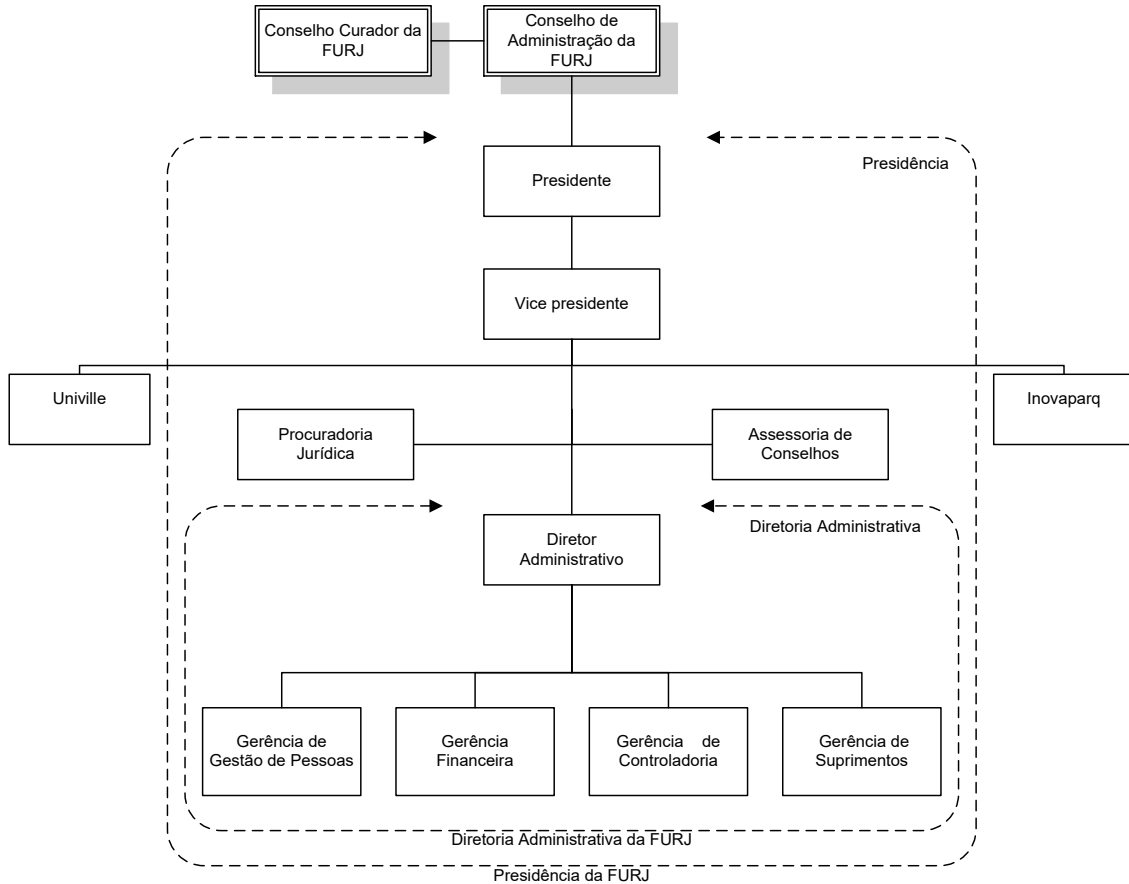 Conselho Curador da
FURJ
Conselho de
Administração da
FURJ
Presidência
Presidente
Vice presidente
Univille
Inovaparq
Procuradoria
Jurídica
Assessoria de
Conselhos
Diretoria Administrativa
Diretor
Administrativo
Gerência de
Gestão de Pessoas
Gerência
Financeira
Gerência de
Controladoria
Gerência de
Suprimentos
Diretoria Administrativa da FURJ
Presidência da FURJ